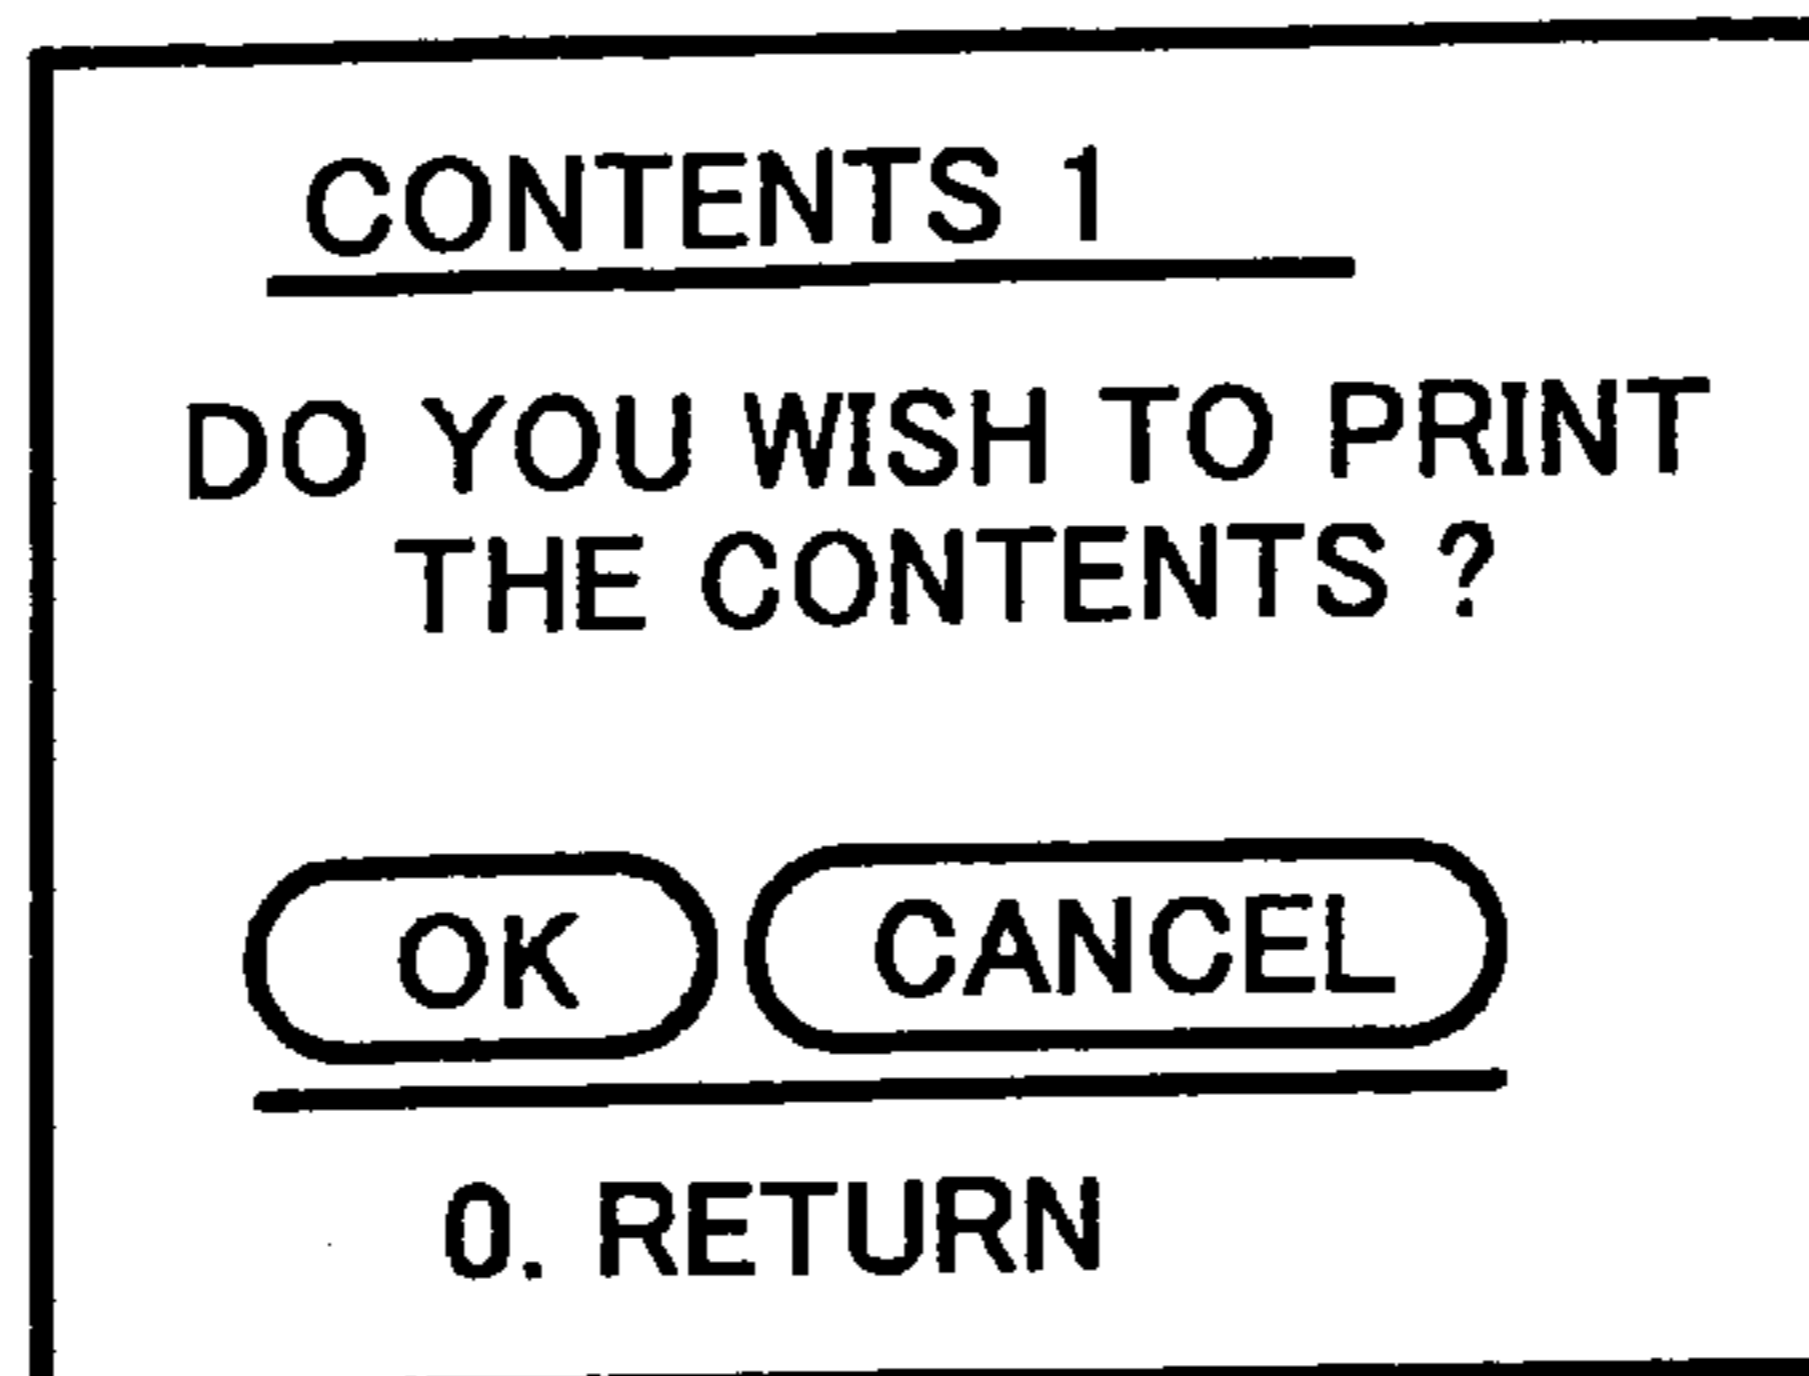 CONTENTS 1
DO YOU WISH TO PRINT
THE CONTENTS ?
OK CANCEL
0. RETURN